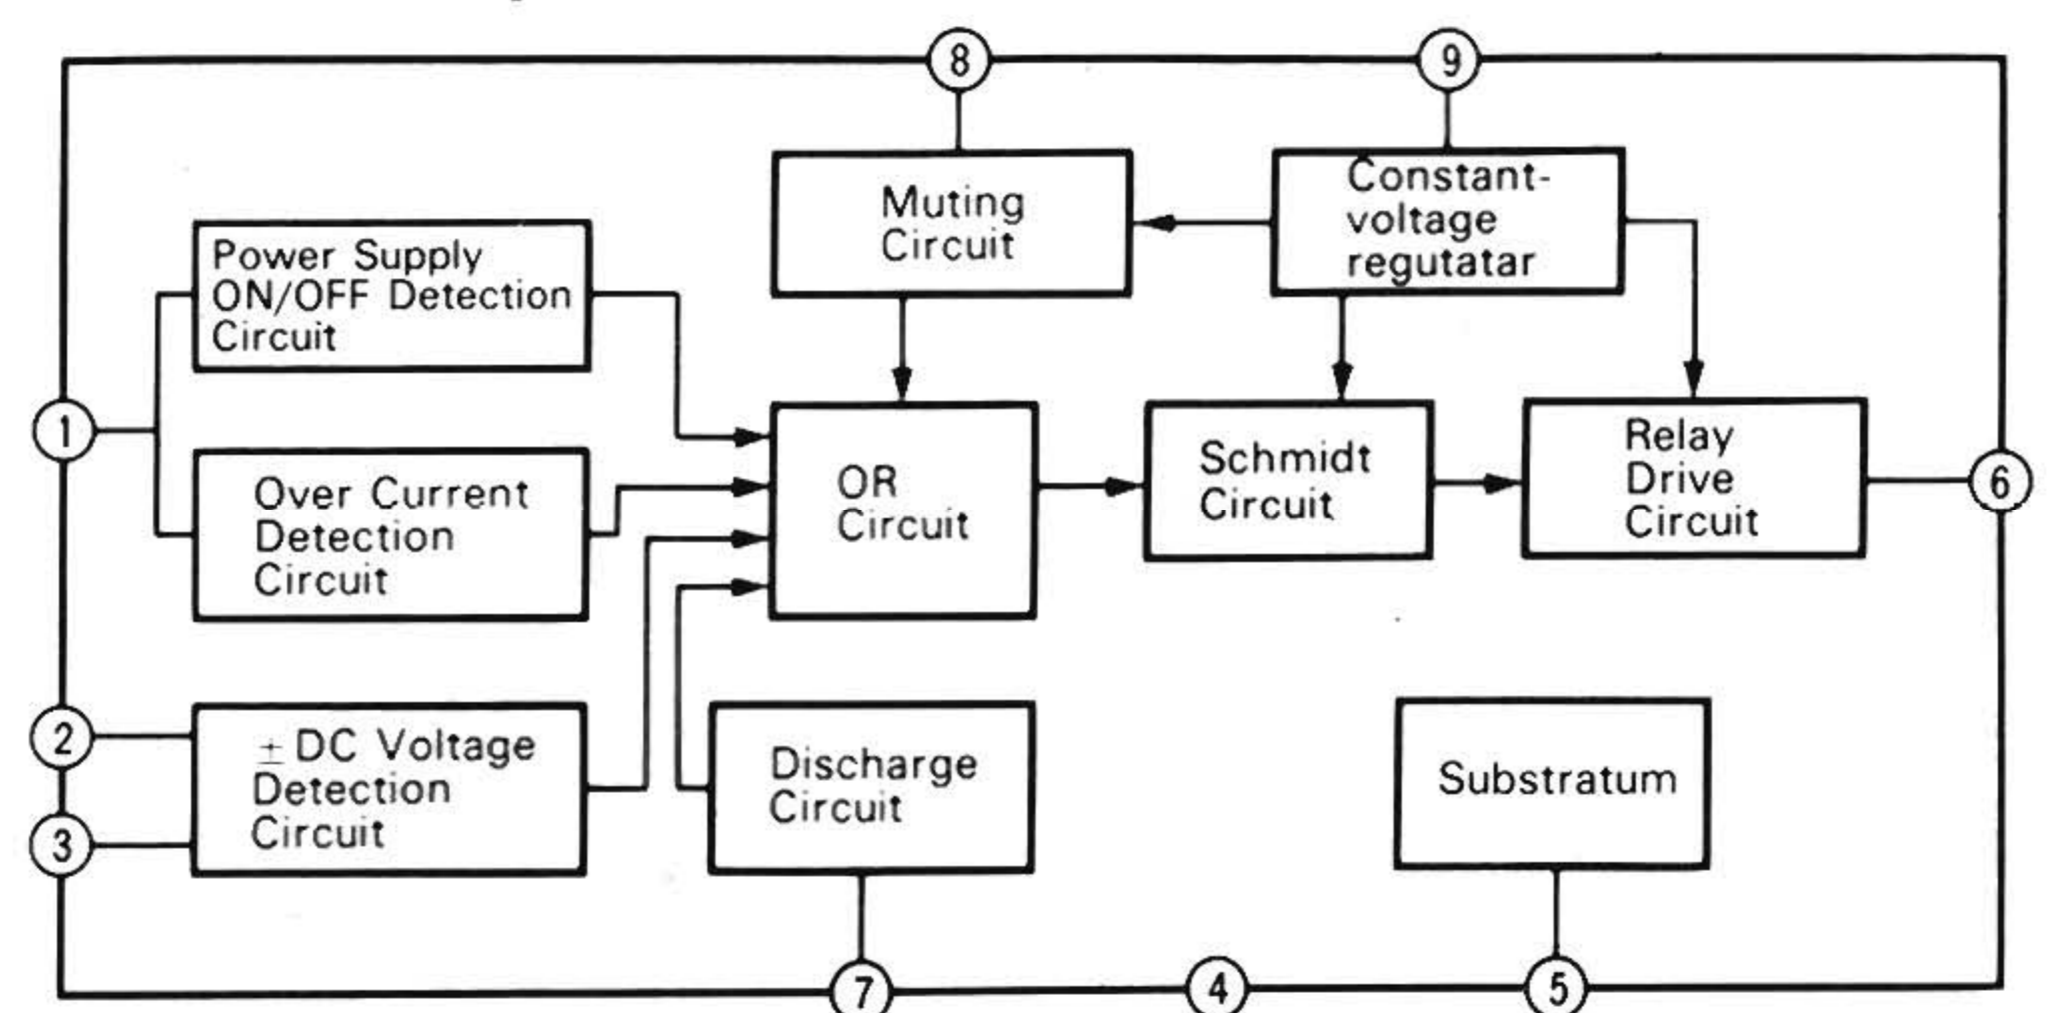 8
9
Muting
Circuit
Constant-
voltage
regutatar
Power Supply
ON/OFF Detection
Circuit
1
Over Current
Detection
Circuit
OR
Circuit
Schmidt
Circuit
Relay
Drive
Circuit
6
2
3
± DC Voltage
Detection
Circuit
Discharge
Circuit
Substratum
7
4
5